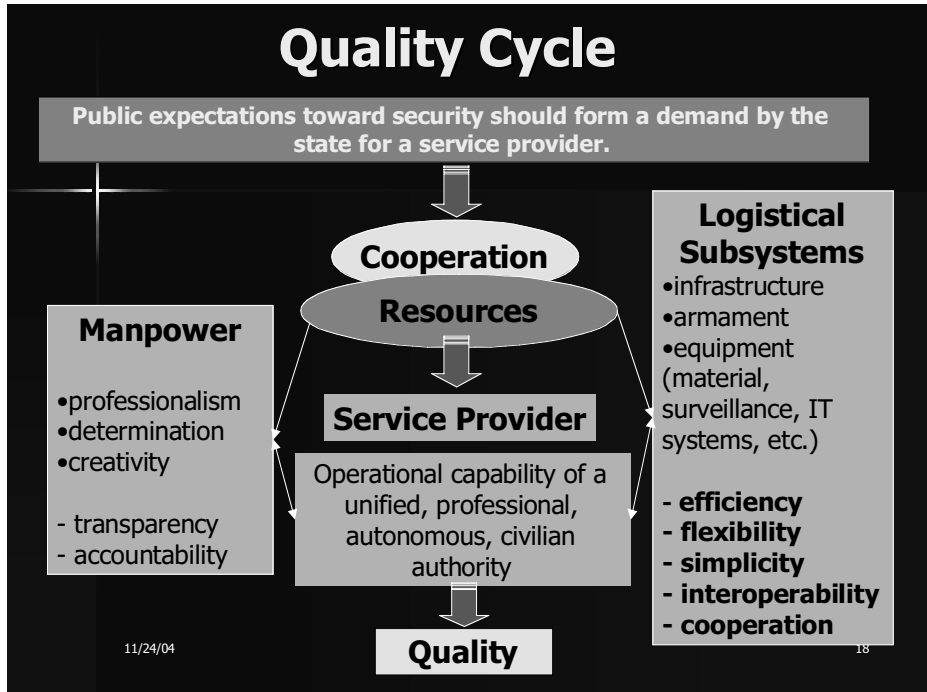 Quality Cycle
Public expectations toward security should form a demand by the
state for a service provider.
Cooperation
Resources
Manpower
•professionalism
•determination
•creativity
- transparency
- accountability
Service Provider
Operational capability of a
unified, professional,
autonomous, civilian
authority
Quality
Logistical
Subsystems
•infrastructure
•armament
•equipment
(material,
surveillance, IT
systems, etc.)
- efficiency
- flexibility
- simplicity
- interoperability
- cooperation
11/24/04
18